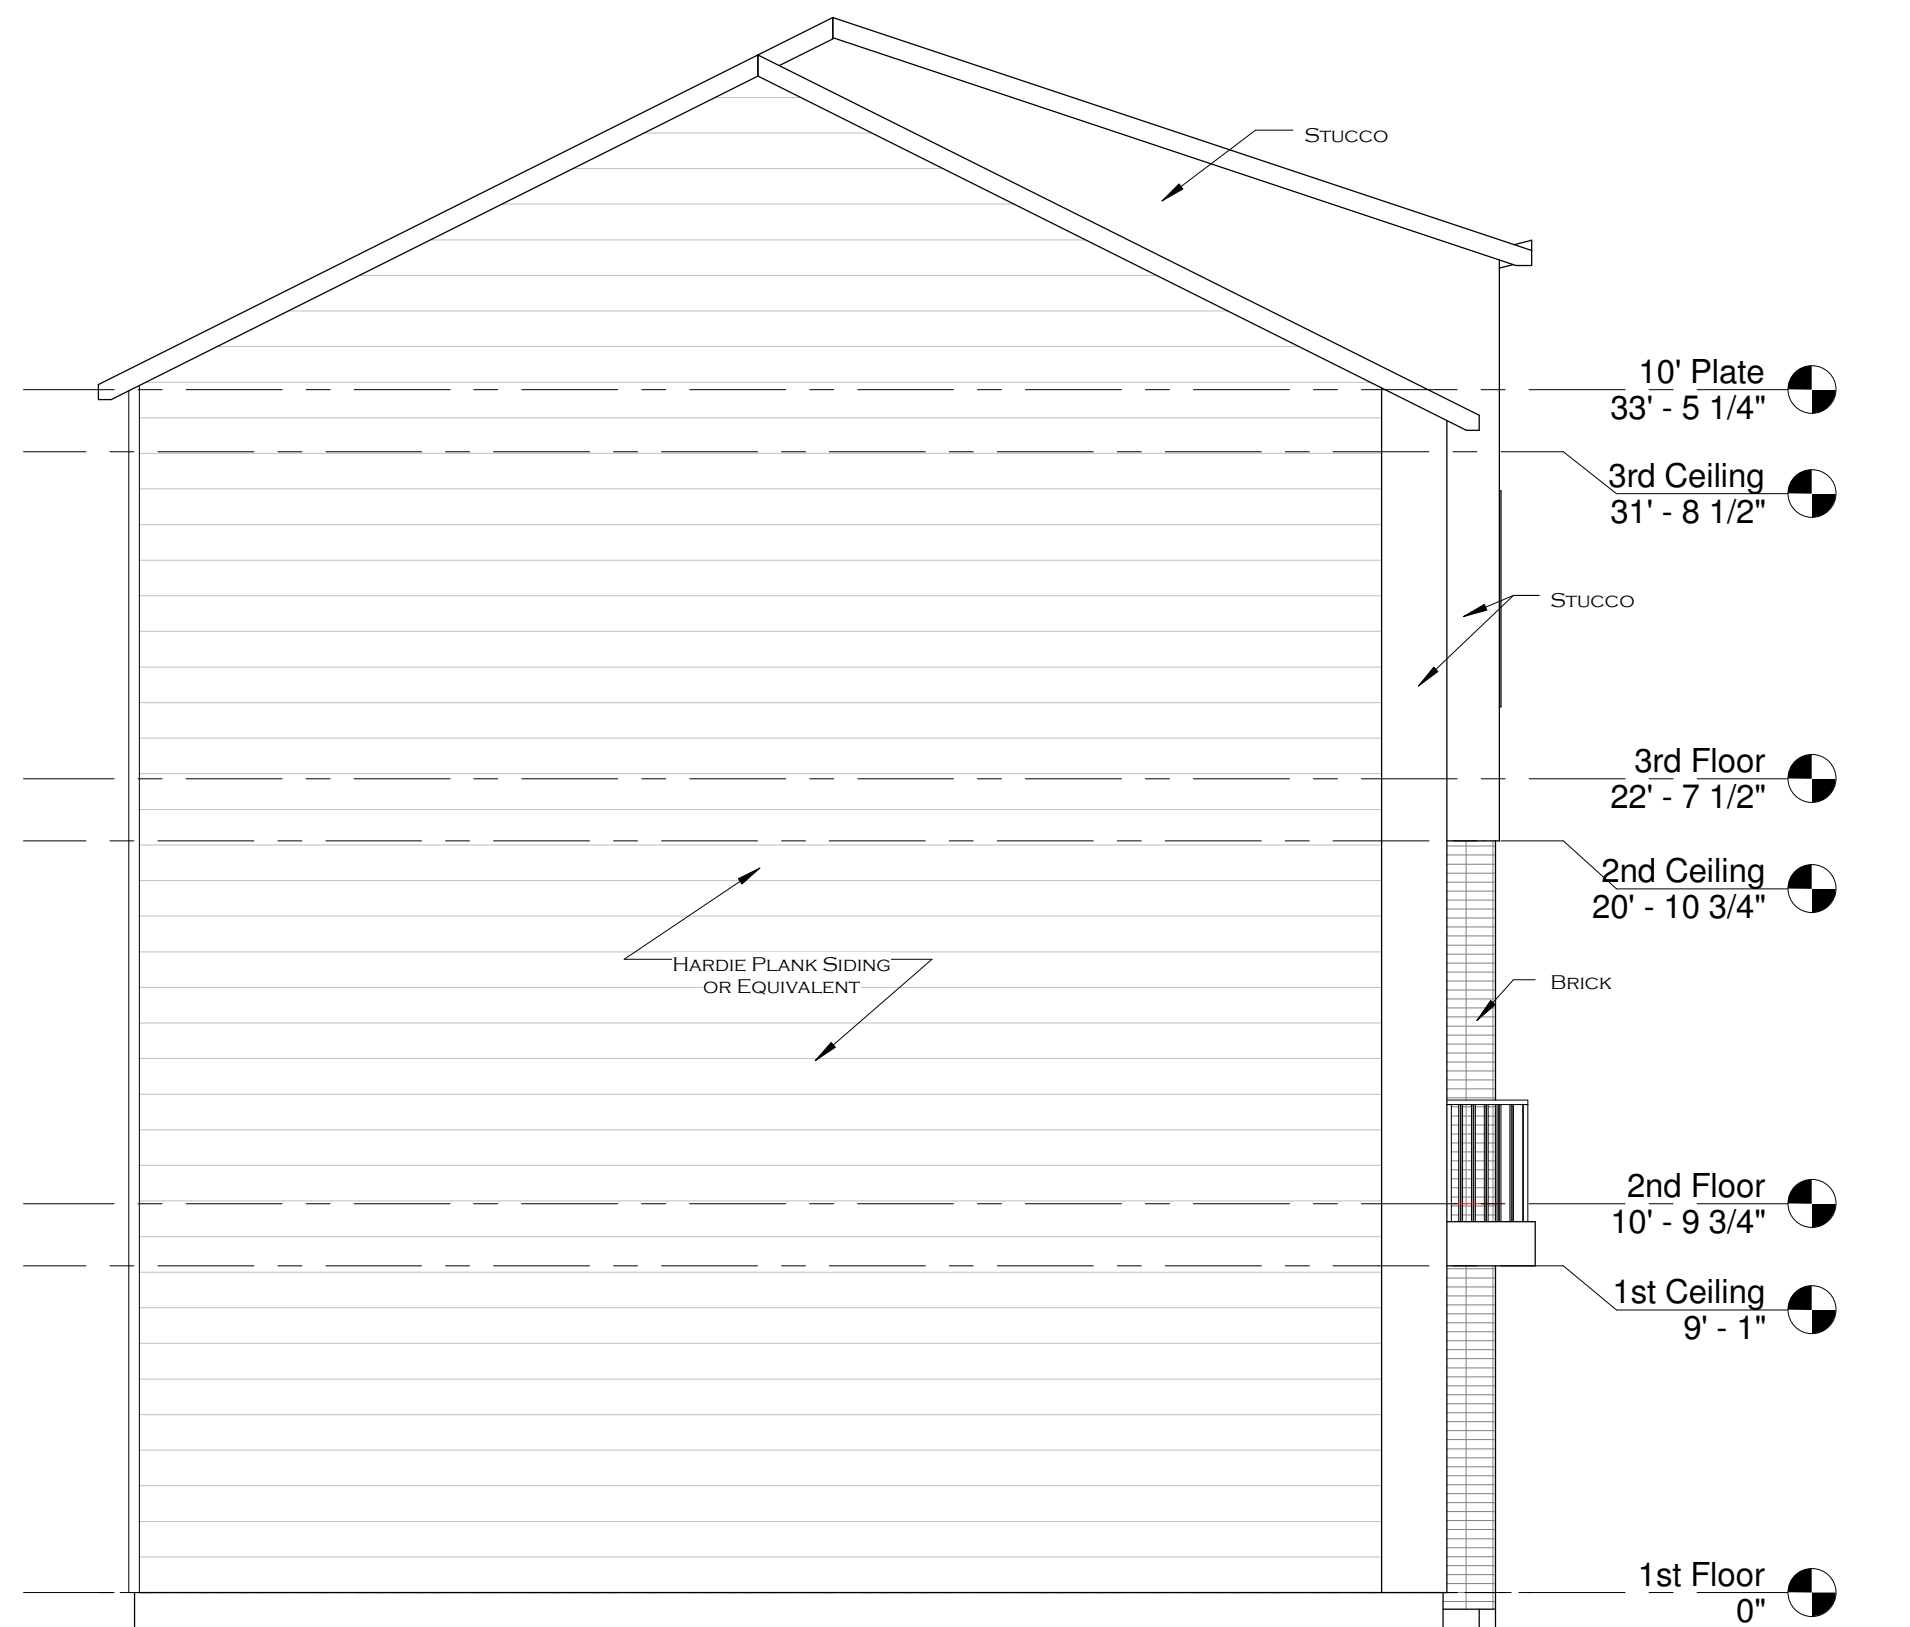 STUCCO
10' Plate
33' - 5 1/4"
3rd Ceiling
31' - 8 1/2"
STUCCO
3rd Floor
22' - 7 1/2"
2nd Ceiling
20' - 10 3/4"
HARDIE PLANK SIDING
OR EQUIVALENT
BRICK
2nd Floor
10' - 9 3/4"
1st Ceiling
9' - 1"
1st Floor
0"